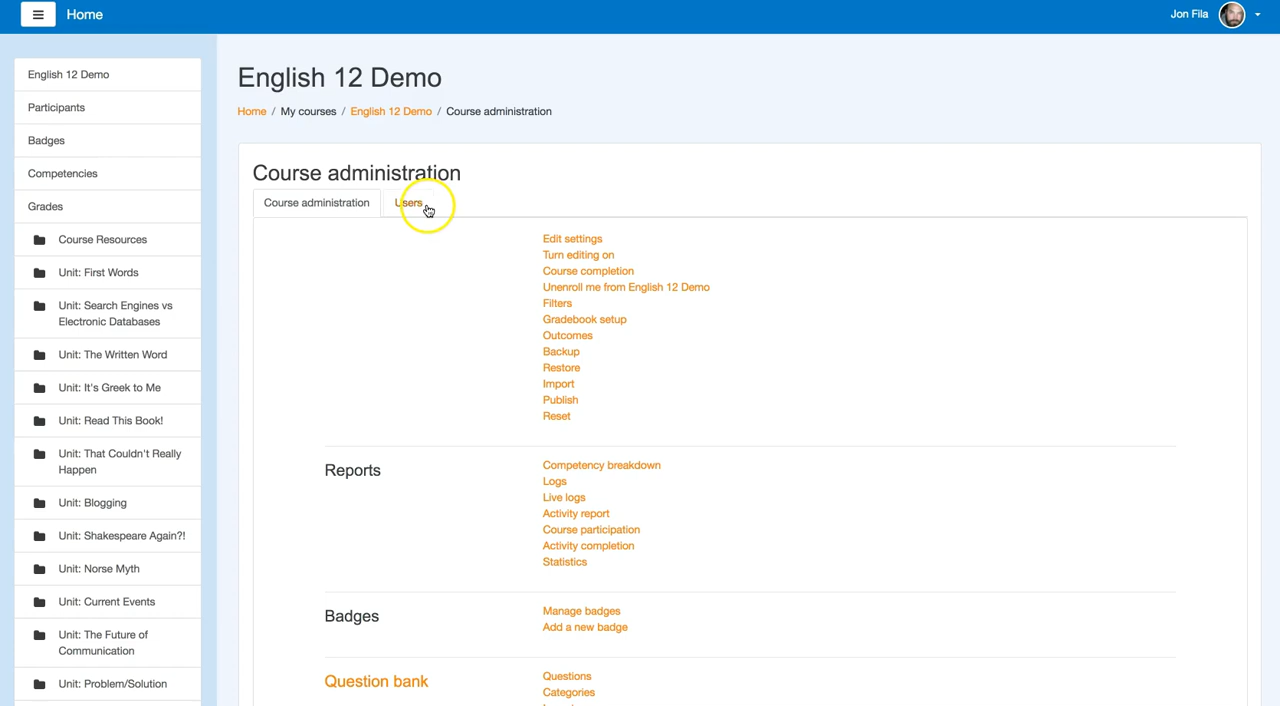 Home
Jon Fila
English 12 Demo
Participants
Badges
Competencies
Grades
Course Resources
Unit: First Words
Unit: Search Engines vs
Electronic Databases
Unit: The Written Word
Unit: It's Greek to Me
Unit: Read This Book!
Unit: That Couldn't Really
Happen
Unit: Blogging
Unit: Shakespeare Again?!
Unit: Norse Myth
Unit: Current Events
Unit: The Future of
Communication
Unit: Problem/Solution
English 12 Demo
Home / My courses / English 12 Demo / Course administration
Course administration
Course administration
Users
Edit settings
Turn editing on
Course completion
Unenroll me from English 12 Demo
Filters
Gradebook setup
Outcomes
Backup
Restore
Import
Publish
Reset
Reports
Competency breakdown
Logs
Live logs
Activity report
Course participation
Activity completion
Statistics
Badges
Manage badges
Add a new badge
Question bank
Questions
Categories